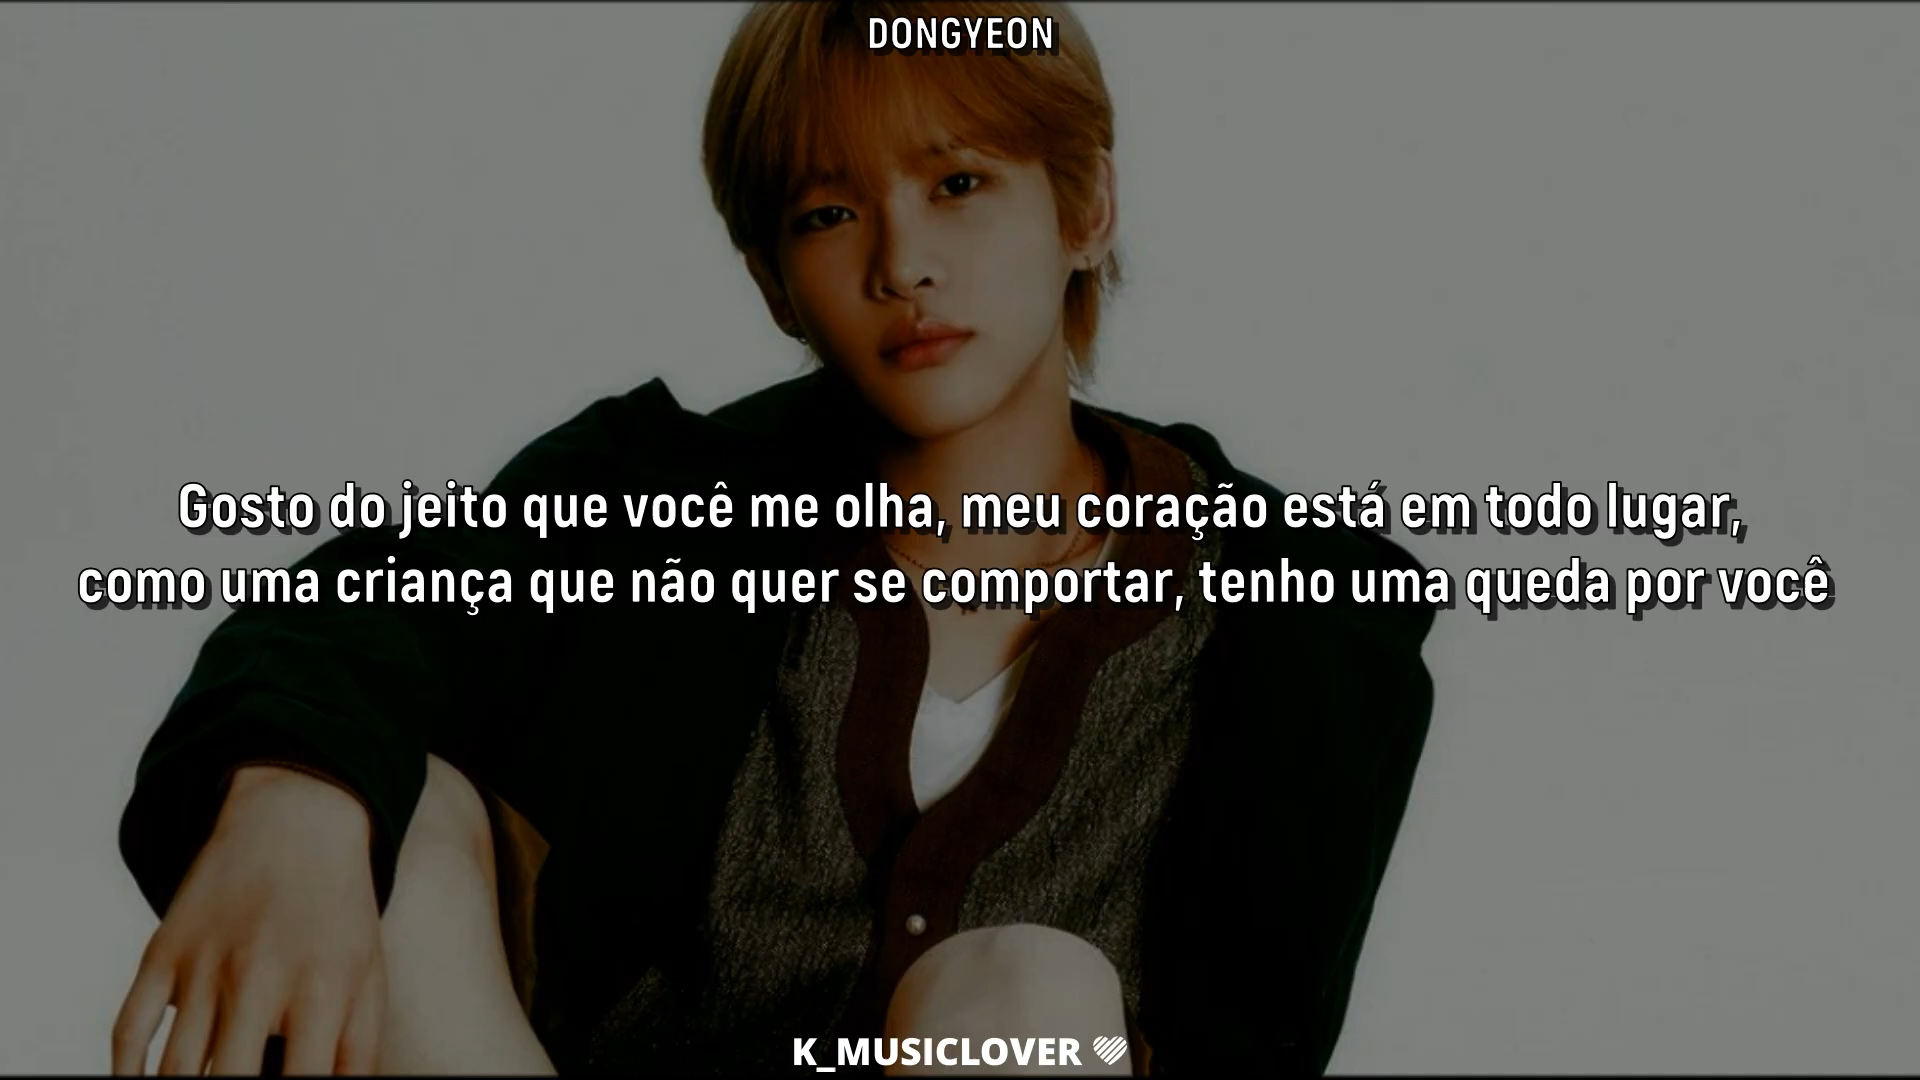 DONGYEON
Gosto do jeito que você me olha, meu coração está em todo lugar,
como uma criança que não quer se comportar, tenho uma queda por você
K_MUSICLOVER